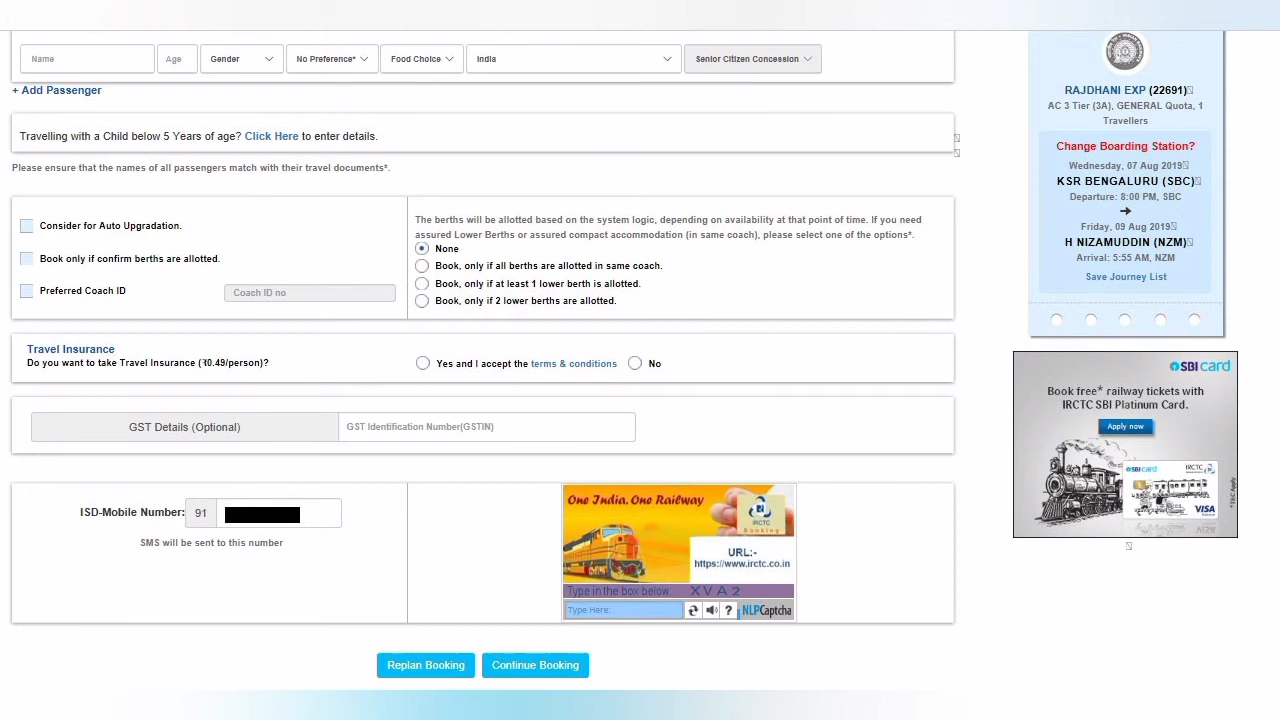 Name Age Gender No Preference* Food Choice India Senior Citizen Concession
+ Add Passenger
Travelling with a Child below 5 Years of age? Click Here to enter details.
Please ensure that the names of all passengers match with their travel documents*.
Consider for Auto Upgradation.
Book only if confirm berths are allotted.
Preferred Coach ID Coach ID no
The berths will be allotted based on the system logic, depending on availability at that point of time. If you need
assured Lower Berths or assured compact accommodation (in same coach), please select one of the options*.
None
Book, only if all berths are allotted in same coach.
Book, only if at least 1 lower berth is allotted.
Book, only if 2 lower berths are allotted.
Travel Insurance
Do you want to take Travel Insurance (₹0.49/person)? Yes and I accept the terms & conditions No
GST Details (Optional) GST Identification Number(GSTIN)
ISD-Mobile Number: 91
SMS will be sent to this number
One India. One Railway
IRCTC
Booking
URL:-
https://www.irctc.co.in
Type in the box below X V A 2
Type Here: ? NLPCaptcha
Replan Booking Continue Booking
RAJDHANI EXP (22691)
AC 3 Tier (3A), GENERAL Quota, 1
Travellers
Change Boarding Station?
Wednesday, 07 Aug 2019
KSR BENGALURU (SBC)
Departure: 8:00 PM, SBC
Friday, 09 Aug 2019
H NIZAMUDDIN (NZM)
Arrival: 5:55 AM, NZM
Save Journey List
SBI card
Book free* railway tickets with
IRCTC SBI Platinum Card.
Apply now
SBI card IRCTC
VISA
*T&C Apply